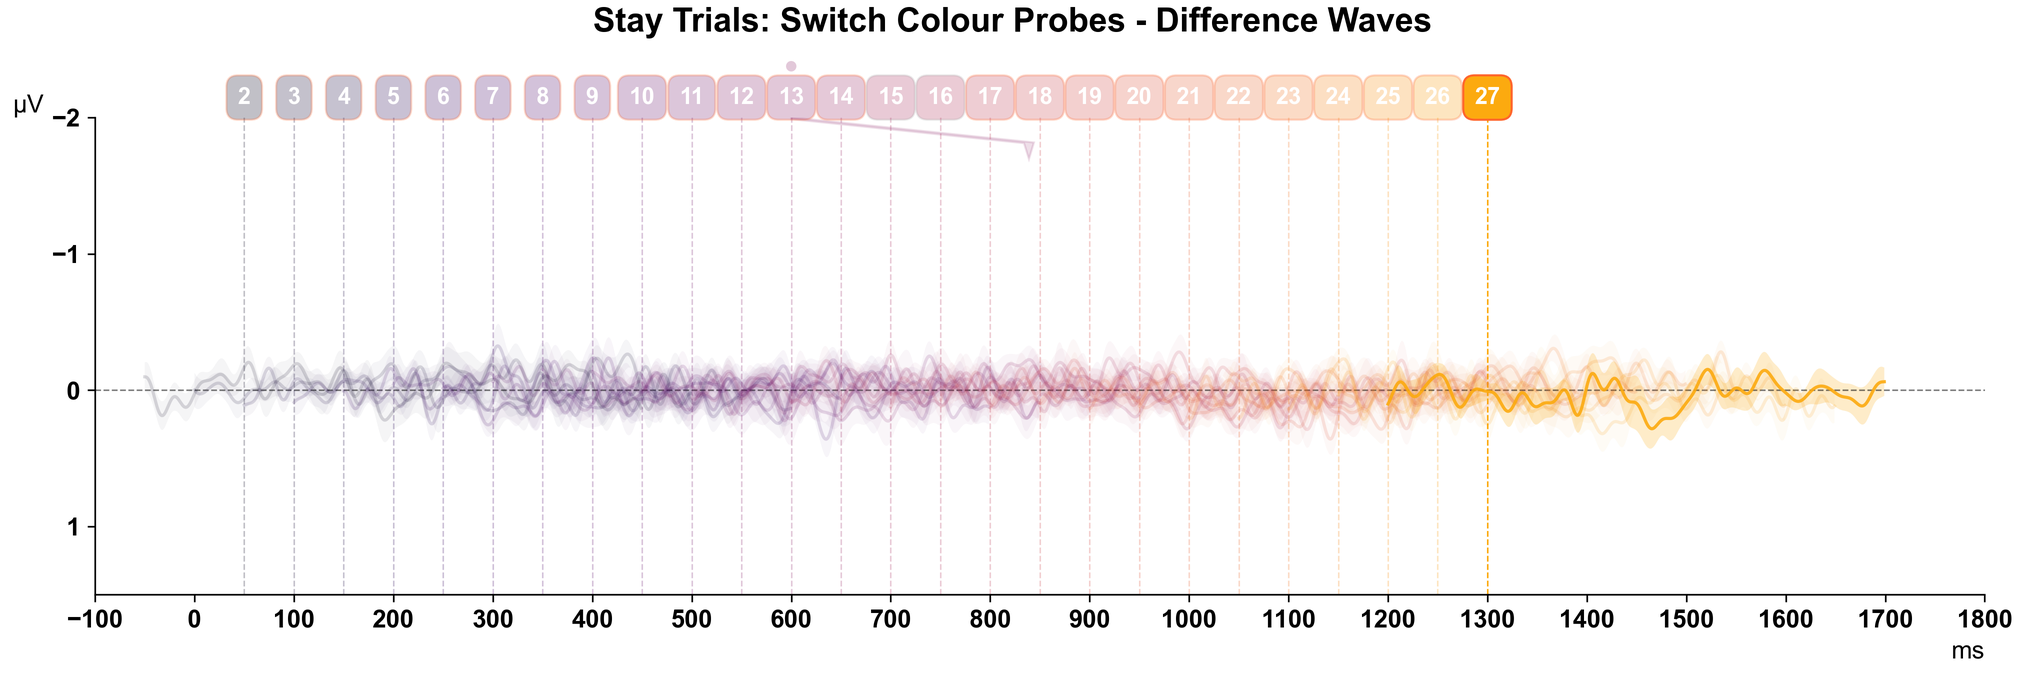 Stay Trials: Switch Colour Probes - Difference Waves
2 3 4 5 6 7 8 9 10 11 12 13 14 15 16 17 18 19 20 21 22 23 24 25 26 27
μV
−2
−1
0
1
−100 0 100 200 300 400 500 600 700 800 900 1000 1100 1200 1300 1400 1500 1600 1700 1800
ms